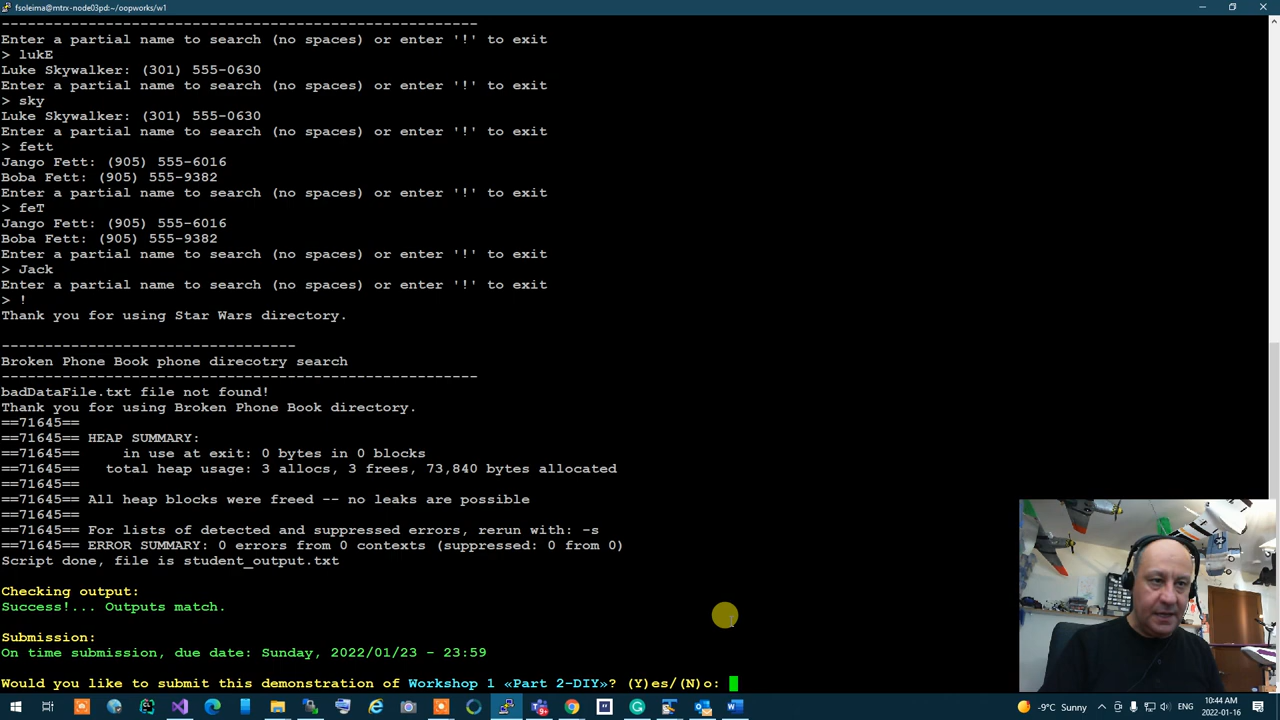 fsoleima@mtrx-node03pd:~/oopworks/w1
-------------------------------------------------------
Enter a partial name to search (no spaces) or enter '!' to exit
> lukE
Luke Skywalker: (301) 555-0630
Enter a partial name to search (no spaces) or enter '!' to exit
> sky
Luke Skywalker: (301) 555-0630
Enter a partial name to search (no spaces) or enter '!' to exit
> fett
Jango Fett: (905) 555-6016
Boba Fett: (905) 555-9382
Enter a partial name to search (no spaces) or enter '!' to exit
> feT
Jango Fett: (905) 555-6016
Boba Fett: (905) 555-9382
Enter a partial name to search (no spaces) or enter '!' to exit
> Jack
Enter a partial name to search (no spaces) or enter '!' to exit
> !
Thank you for using Star Wars directory.
----------------------------------
Broken Phone Book phone direcotry search
-------------------------------------------------------
badDataFile.txt file not found!
Thank you for using Broken Phone Book directory.
==71645==
==71645== HEAP SUMMARY:
==71645==     in use at exit: 0 bytes in 0 blocks
==71645==   total heap usage: 3 allocs, 3 frees, 73,840 bytes allocated
==71645==
==71645== All heap blocks were freed -- no leaks are possible
==71645==
==71645== For lists of detected and suppressed errors, rerun with: -s
==71645== ERROR SUMMARY: 0 errors from 0 contexts (suppressed: 0 from 0)
Script done, file is student_output.txt
Checking output:
Success!... Outputs match.
Submission:
On time submission, due date: Sunday, 2022/01/23 - 23:59
Would you like to submit this demonstration of Workshop 1 «Part 2-DIY»? (Y)es/(N)o:
-9°C Sunny
10:44 AM
2022-01-16